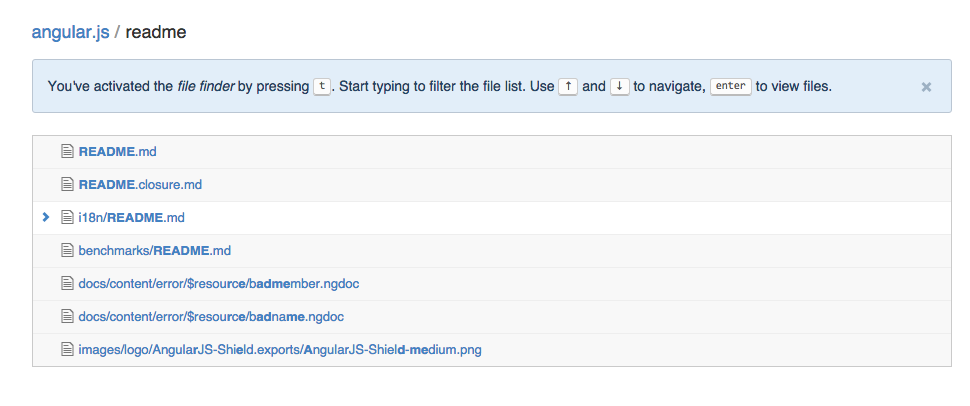 angular.js / readme
You've activated the file finder by pressing t. Start typing to filter the file list. Use ↑ and ↓ to navigate, enter to view files. ×
README.md
README.closure.md
i18n/README.md
benchmarks/README.md
docs/content/error/$resource/badmember.ngdoc
docs/content/error/$resource/badname.ngdoc
images/logo/AngularJS-Shield.exports/AngularJS-Shield-medium.png